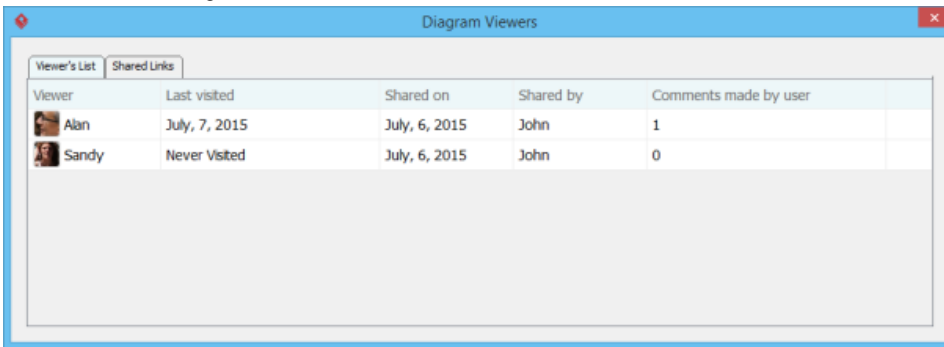 Diagram Viewers
Viewer's List Shared Links
Viewer Last visited Shared on Shared by Comments made by user
Alan July, 7, 2015 July, 6, 2015 John 1
Sandy Never Visited July, 6, 2015 John 0